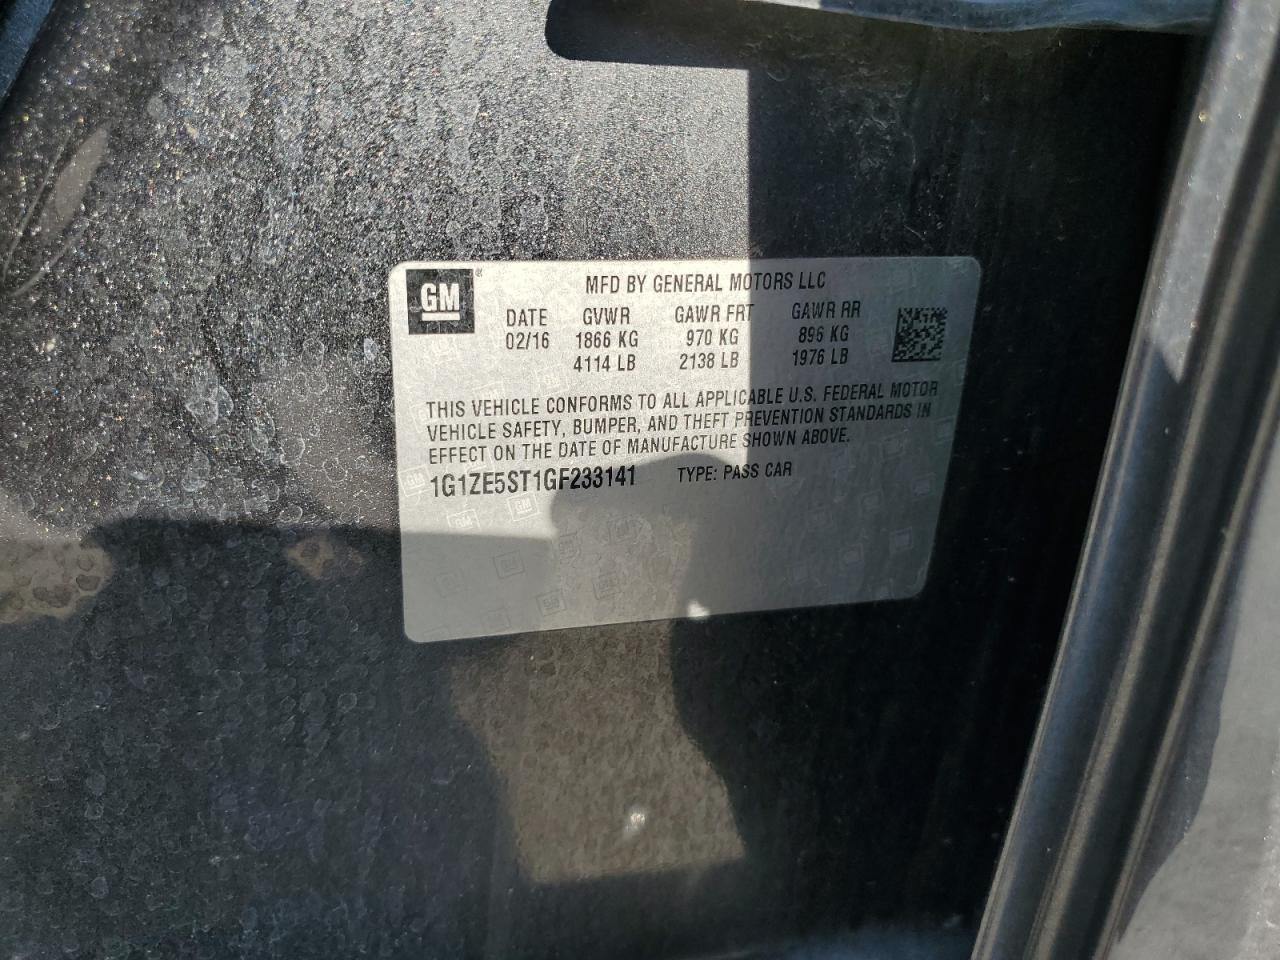 GM®
MFD BY GENERAL MOTORS LLC
DATE GVWR GAWR FRT GAWR RR
02/16 1866 KG 970 KG 896 KG
4114 LB 2138 LB 1976 LB
THIS VEHICLE CONFORMS TO ALL APPLICABLE U.S. FEDERAL MOTOR
VEHICLE SAFETY, BUMPER, AND THEFT PREVENTION STANDARDS IN
EFFECT ON THE DATE OF MANUFACTURE SHOWN ABOVE.
1G1ZE5ST1GF233141 TYPE: PASS CAR